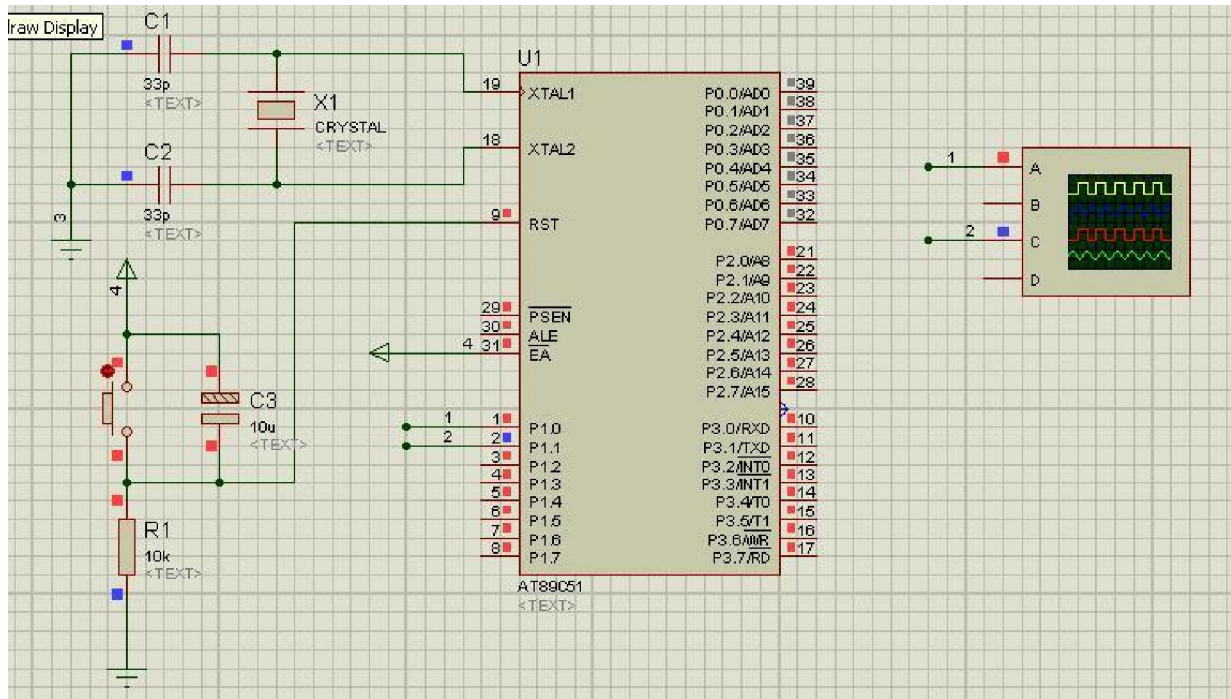 draw Display
C1
33p
<TEXT>
X1
CRYSTAL
<TEXT>
C2
33p
<TEXT>
3
4
C3
10u
<TEXT>
R1
10k
<TEXT>
U1
19 XTAL1
18 XTAL2
9 RST
29 PSEN
30 ALE
4 31 EA
1 1 P1.0
2 2 P1.1
3 P1.2
4 P1.3
5 P1.4
6 P1.5
7 P1.6
8 P1.7
P0.0/AD0 39
P0.1/AD1 38
P0.2/AD2 37
P0.3/AD3 36
P0.4/AD4 35
P0.5/AD5 34
P0.6/AD6 33
P0.7/AD7 32
P2.0/A8 21
P2.1/A9 22
P2.2/A10 23
P2.3/A11 24
P2.4/A12 25
P2.5/A13 26
P2.6/A14 27
P2.7/A15 28
P3.0/RXD 10
P3.1/TXD 11
P3.2/INT0 12
P3.3/INT1 13
P3.4/T0 14
P3.5/T1 15
P3.6/WR 16
P3.7/RD 17
AT89C51
<TEXT>
1 A
B
2 C
D